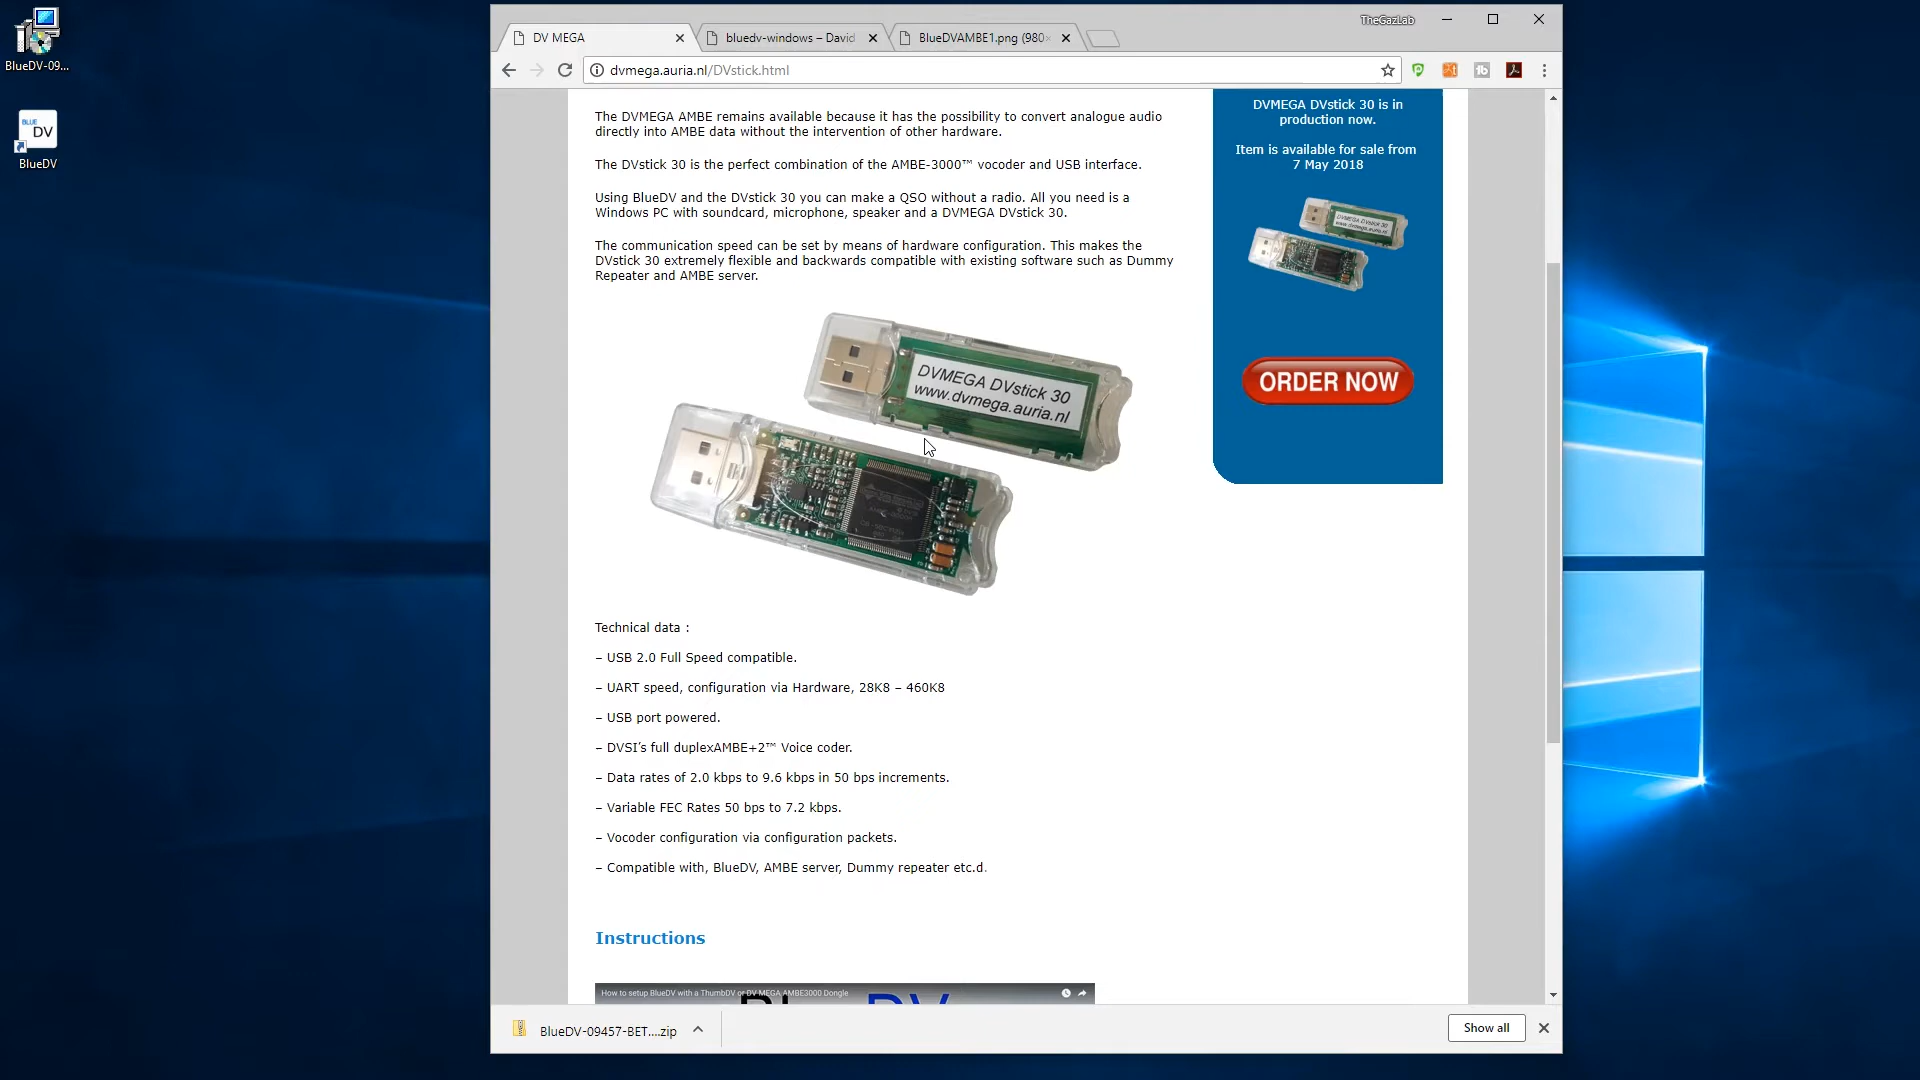 BlueDV-09...
BLUE
DV
BlueDV
TheGazLab
DV MEGA
bluedv-windows – David
BlueDVAMBE1.png (980×
dvmega.auria.nl/DVstick.html
The DVMEGA AMBE remains available because it has the possibility to convert analogue audio
directly into AMBE data without the intervention of other hardware.
The DVstick 30 is the perfect combination of the AMBE-3000™ vocoder and USB interface.
Using BlueDV and the DVstick 30 you can make a QSO without a radio. All you need is a
Windows PC with soundcard, microphone, speaker and a DVMEGA DVstick 30.
The communication speed can be set by means of hardware configuration. This makes the
DVstick 30 extremely flexible and backwards compatible with existing software such as Dummy
Repeater and AMBE server.
DVMEGA DVstick 30
www.dvmega.auria.nl
Technical data :
– USB 2.0 Full Speed compatible.
– UART speed, configuration via Hardware, 28K8 – 460K8
– USB port powered.
– DVSI’s full duplexAMBE+2™ Voice coder.
– Data rates of 2.0 kbps to 9.6 kbps in 50 bps increments.
– Variable FEC Rates 50 bps to 7.2 kbps.
– Vocoder configuration via configuration packets.
– Compatible with, BlueDV, AMBE server, Dummy repeater etc.d.
Instructions
How to setup BlueDV with a ThumbDV or DV MEGA AMBE3000 Dongle
DVMEGA DVstick 30 is in
production now.
Item is available for sale from
7 May 2018
DVMEGA DVstick 30
www.dvmega.auria.nl
ORDER NOW
BlueDV-09457-BET....zip
Show all